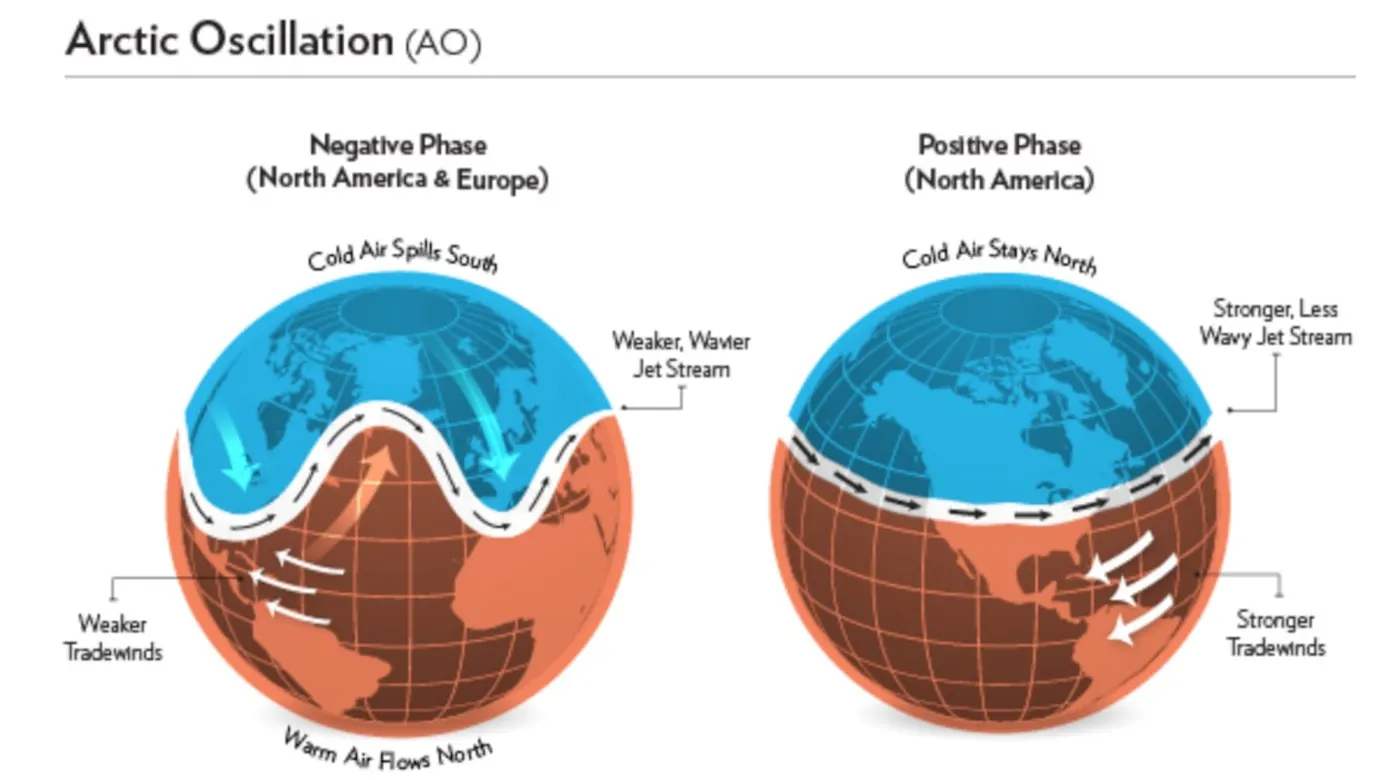 Arctic Oscillation (AO)
Negative Phase
(North America & Europe)
Cold Air Spills South
Weaker, Wavier
Jet Stream
Weaker
Tradewinds
Warm Air Flows North
Positive Phase
(North America)
Cold Air Stays North
Stronger, Less
Wavy Jet Stream
Stronger
Tradewinds